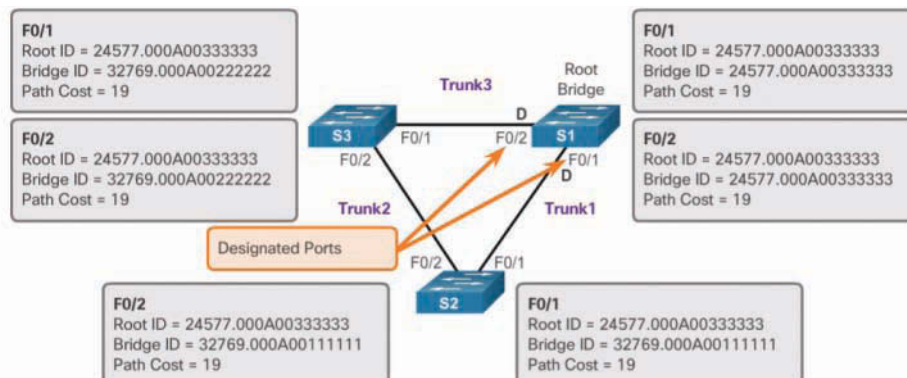 F0/1
Root ID = 24577.000A00333333
Bridge ID = 32769.000A00222222
Path Cost = 19
F0/1
Root ID = 24577.000A00333333
Bridge ID = 24577.000A00333333
Path Cost = 19
Root
Bridge
Trunk3
D
S3
F0/1
F0/2
S1
F0/2
F0/1
D
F0/2
Root ID = 24577.000A00333333
Bridge ID = 32769.000A00222222
Path Cost = 19
F0/2
Root ID = 24577.000A00333333
Bridge ID = 24577.000A00333333
Path Cost = 19
Trunk2
Trunk1
Designated Ports
F0/2
F0/1
S2
F0/2
Root ID = 24577.000A00333333
Bridge ID = 32769.000A00111111
Path Cost = 19
F0/1
Root ID = 24577.000A00333333
Bridge ID = 32769.000A00111111
Path Cost = 19